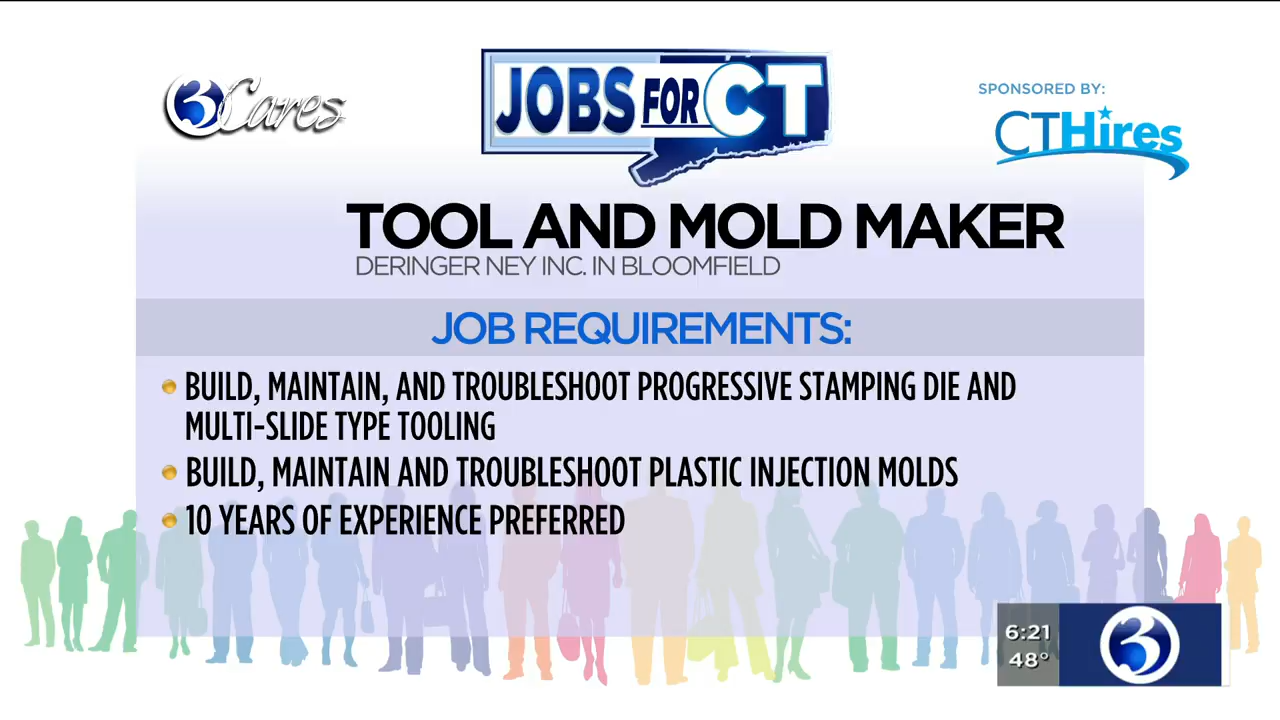 3 Cares
JOBS FOR CT
SPONSORED BY:
CTHires
TOOL AND MOLD MAKER
DERINGER NEY INC. IN BLOOMFIELD
JOB REQUIREMENTS:
BUILD, MAINTAIN, AND TROUBLESHOOT PROGRESSIVE STAMPING DIE AND
MULTI-SLIDE TYPE TOOLING
BUILD, MAINTAIN AND TROUBLESHOOT PLASTIC INJECTION MOLDS
10 YEARS OF EXPERIENCE PREFERRED
6:21
48°
3